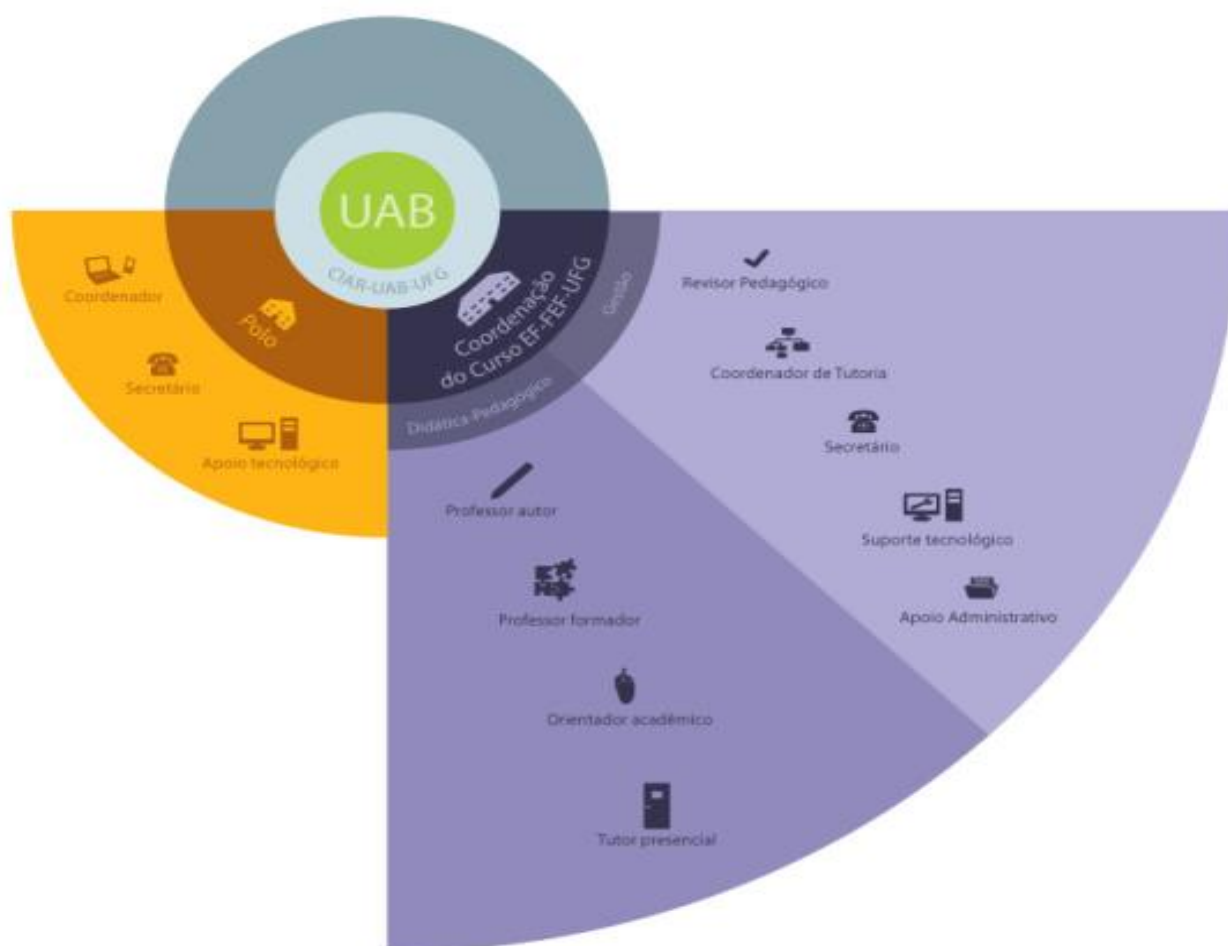 UAB
CIAR-UAB-UFG
Polo
Coordenador
Secretário
Apoio tecnológico
Coordenação
do Curso EF-FEF-UFG
Gestão
Didática-Pedagógico
Revisor Pedagógico
Coordenador de Tutoria
Secretário
Suporte tecnológico
Apoio Administrativo
Professor autor
Professor formador
Orientador acadêmico
Tutor presencial